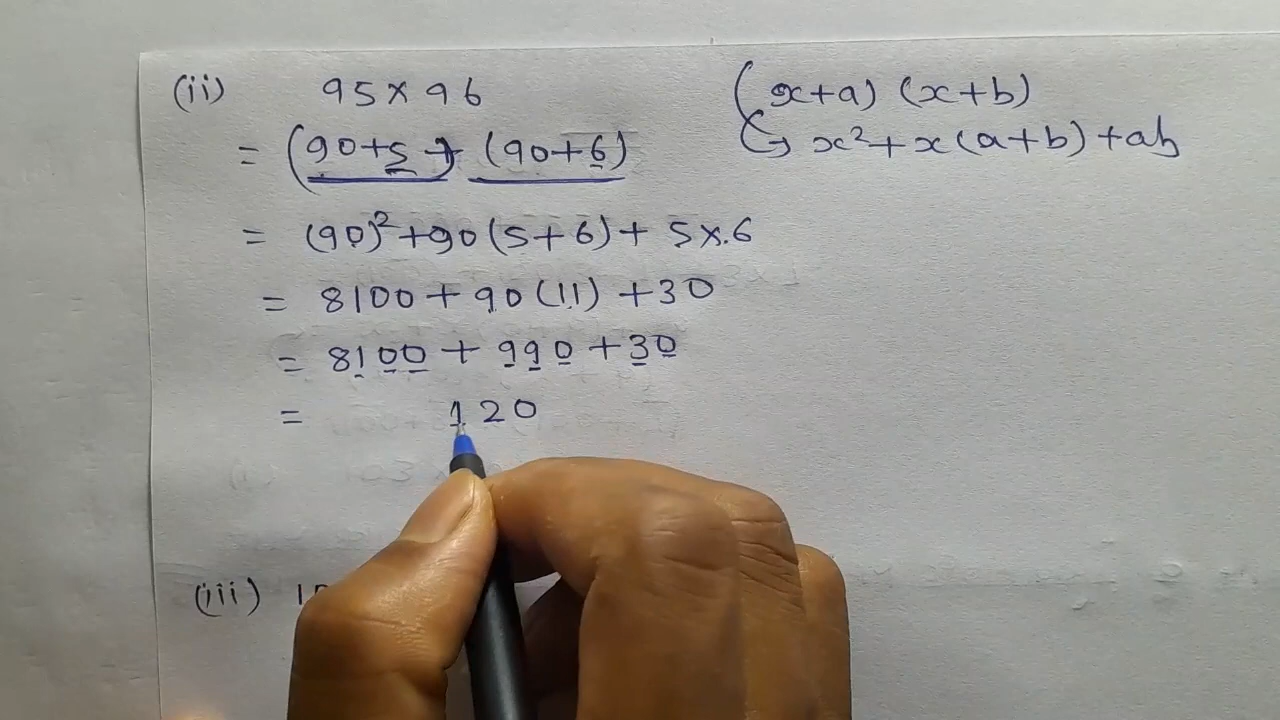 (ii) 95 × 96
= (90+5) (90+6)
= (90)²+90(5+6)+ 5×6
= 8100 + 90(11) +30
= 8100 + 990 +30
= 120
(iii)
(x+a) (x+b)
↳ x²+x(a+b)+ab